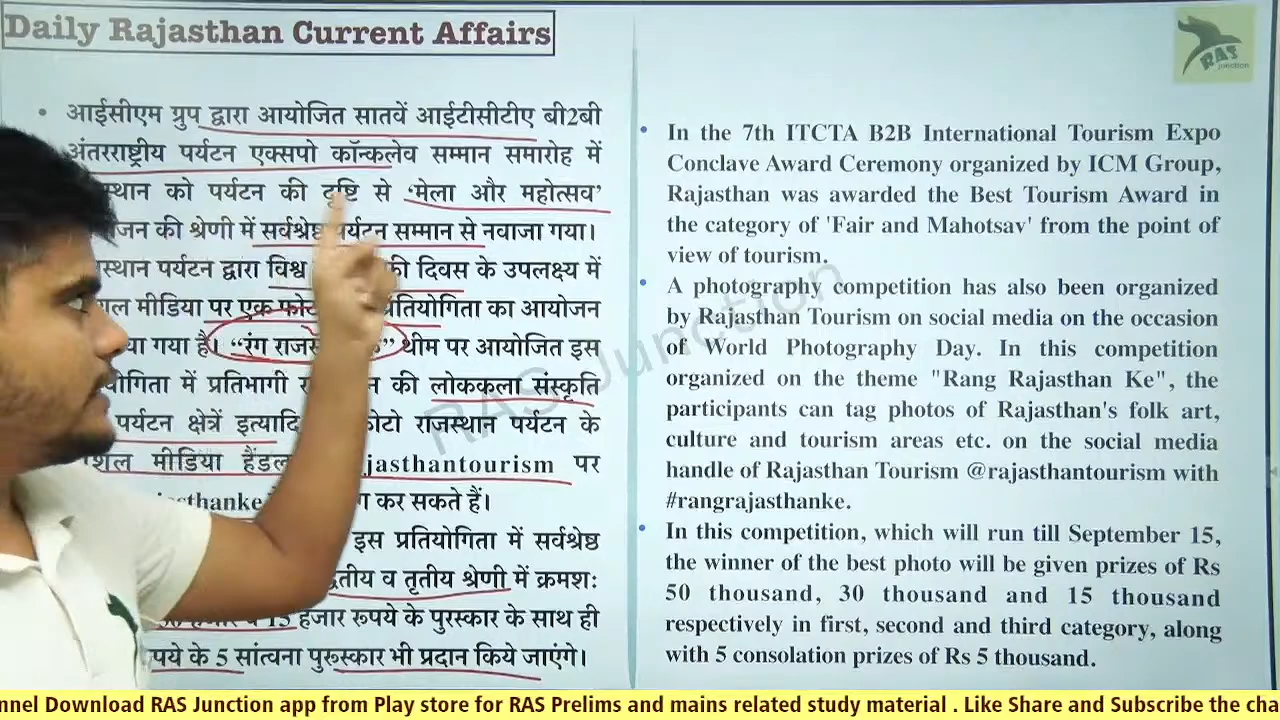 Daily Rajasthan Current Affairs
RAS
junction
• आईसीएम ग्रुप द्वारा आयोजित सातवें आईटीसीटीए बी2बी
अंतरराष्ट्रीय पर्यटन एक्सपो कॉन्कलेव सम्मान समारोह में
स्थान को पर्यटन की दृष्टि से ‘मेला और महोत्सव’
जन की श्रेणी में सर्वश्रेष्ठ पर्यटन सम्मान से नवाजा गया।
स्थान पर्यटन द्वारा विश्व की दिवस के उपलक्ष्य में
ल मीडिया पर एक फोटो प्रतियोगिता का आयोजन
या गया है। “रंग राजस् के” थीम पर आयोजित इस
योगिता में प्रतिभागी न की लोककला संस्कृति
पर्यटन क्षेत्रें इत्यादि फोटो राजस्थान पर्यटन के
शल मीडिया हैंडल jasthantourism पर
asthanke ग कर सकते हैं।
इस प्रतियोगिता में सर्वश्रेष्ठ
द्वितीय व तृतीय श्रेणी में क्रमशः
व 15 हजार रूपये के पुरस्कार के साथ ही
पये के 5 सांत्वना पुरूस्कार भी प्रदान किये जाएंगे।
• In the 7th ITCTA B2B International Tourism Expo
Conclave Award Ceremony organized by ICM Group,
Rajasthan was awarded the Best Tourism Award in
the category of 'Fair and Mahotsav' from the point of
view of tourism.
• A photography competition has also been organized
by Rajasthan Tourism on social media on the occasion
of World Photography Day. In this competition
organized on the theme "Rang Rajasthan Ke", the
participants can tag photos of Rajasthan's folk art,
culture and tourism areas etc. on the social media
handle of Rajasthan Tourism @rajasthantourism with
#rangrajasthanke.
• In this competition, which will run till September 15,
the winner of the best photo will be given prizes of Rs
50 thousand, 30 thousand and 15 thousand
respectively in first, second and third category, along
with 5 consolation prizes of Rs 5 thousand.
RAS Junction
nnel Download RAS Junction app from Play store for RAS Prelims and mains related study material . Like Share and Subscribe the cha